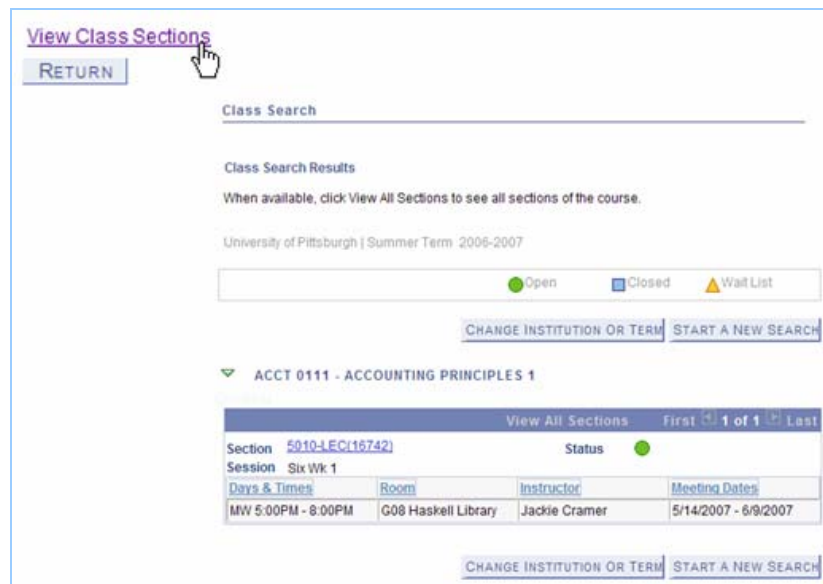 View Class Sections
RETURN
Class Search
Class Search Results
When available, click View All Sections to see all sections of the course.
University of Pittsburgh | Summer Term 2006-2007
Open Closed Wait List
CHANGE INSTITUTION OR TERM START A NEW SEARCH
ACCT 0111 - ACCOUNTING PRINCIPLES 1
View All Sections First 1 of 1 Last
Section 5010-LEC(16742) Status
Session Six Wk 1
Days & Times Room Instructor Meeting Dates
MW 5:00PM - 8:00PM G08 Haskell Library Jackie Cramer 5/14/2007 - 6/9/2007
CHANGE INSTITUTION OR TERM START A NEW SEARCH